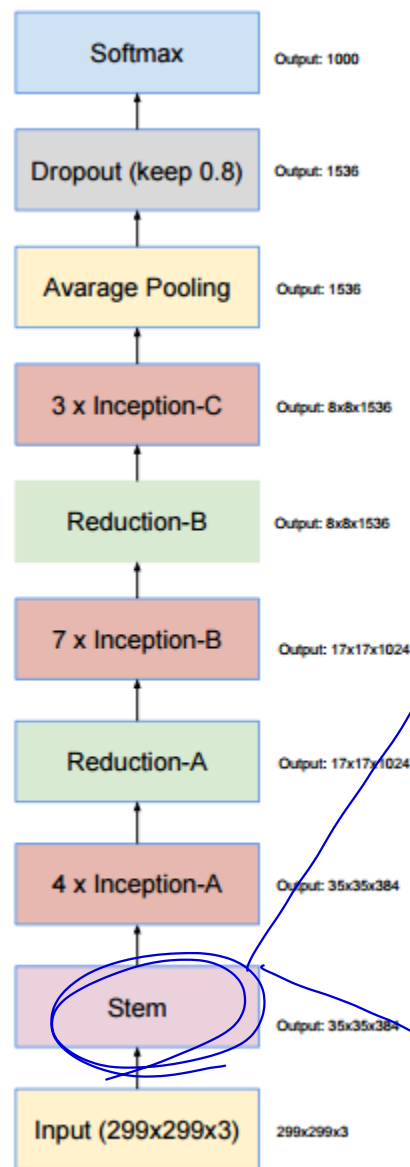 Softmax Output: 1000
Dropout (keep 0.8) Output: 1536
Avarage Pooling Output: 1536
3 x Inception-C Output: 8x8x1536
Reduction-B Output: 8x8x1536
7 x Inception-B Output: 17x17x1024
Reduction-A Output: 17x17x1024
4 x Inception-A Output: 35x35x384
Stem Output: 35x35x384
Input (299x299x3) 299x299x3